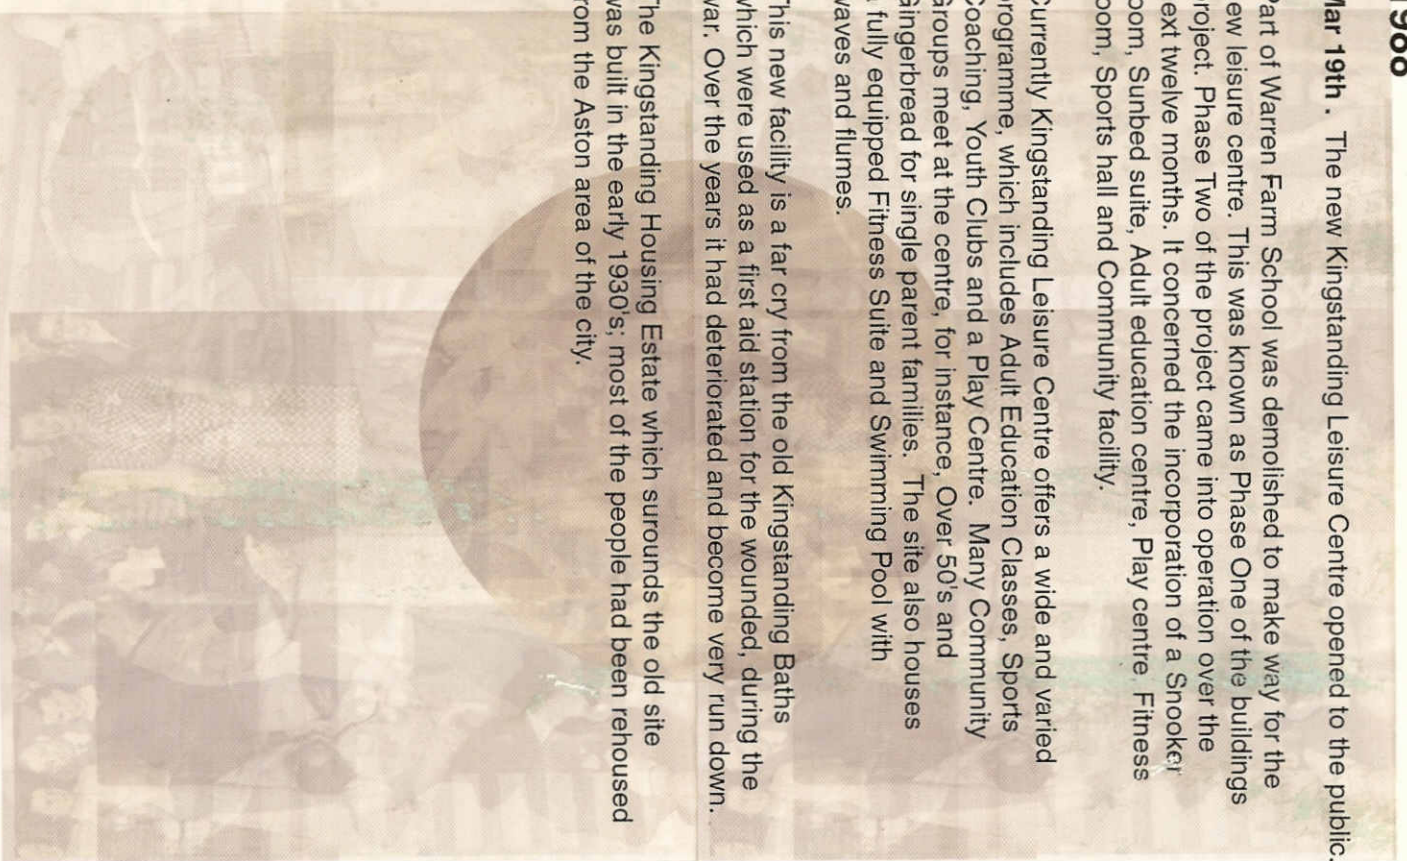 1988
Mar 19th . The new Kingstanding Leisure Centre opened to the public.
Part of Warren Farm School was demolished to make way for the
ew leisure centre. This was known as Phase One of the buildings
roject. Phase Two of the project came into operation over the
ext twelve months. It concerned the incorporation of a Snooker
oom, Sunbed suite, Adult education centre, Play centre Fitness
oom, Sports hall and Community facility.
Currently Kingstanding Leisure Centre offers a wide and varied
programme, which includes Adult Education Classes, Sports
Coaching, Youth Clubs and a Play Centre. Many Community
Groups meet at the centre, for instance, Over 50's and
Gingerbread for single parent families. The site also houses
fully equipped Fitness Suite and Swimming Pool with
waves and flumes.
This new facility is a far cry from the old Kingstanding Baths
which were used as a first aid station for the wounded, during the
war. Over the years it had deteriorated and become very run down.
The Kingstanding Housing Estate which surounds the old site
was built in the early 1930's; most of the people had been rehoused
rom the Aston area of the city.